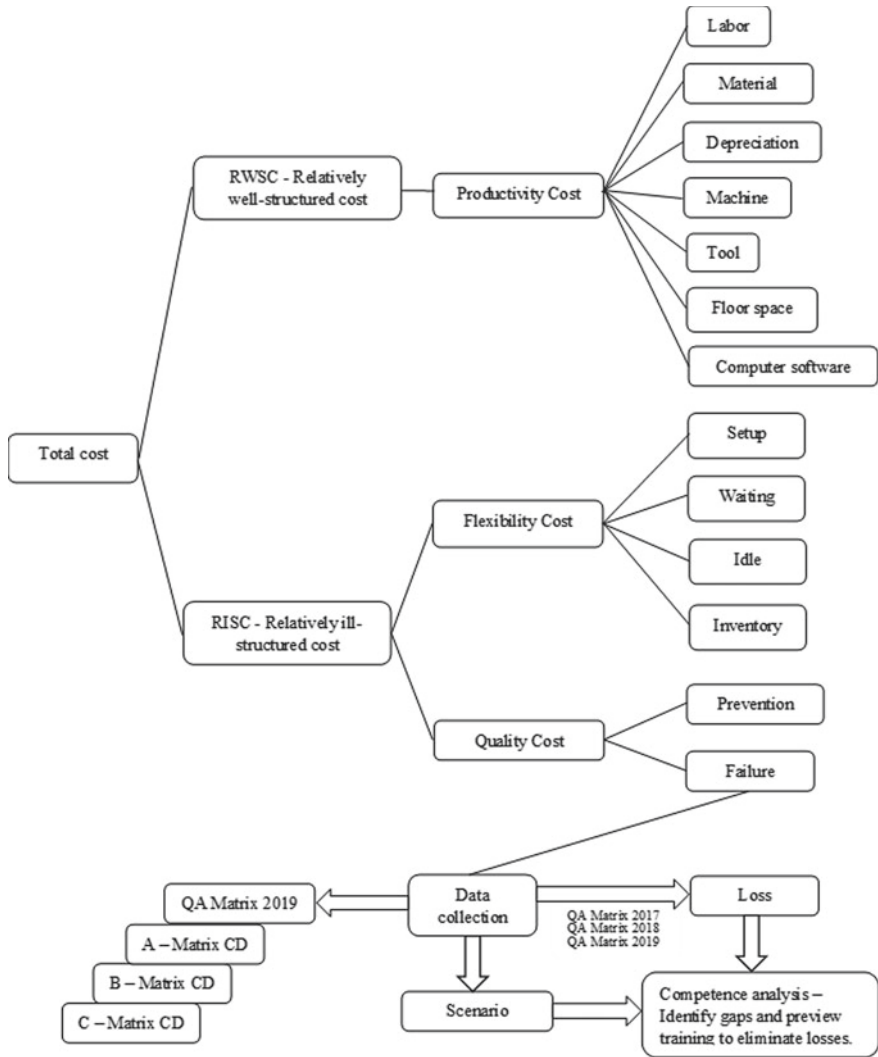 Labor
Material
RWSC - Relatively
well-structured cost
Productivity Cost
Depreciation
Machine
Tool
Floor space
Computer software
Total cost
Setup
Waiting
Flexibility Cost
Idle
RISC - Relatively ill-
structured cost
Inventory
Prevention
Quality Cost
Failure
QA Matrix 2019
A – Matrix CD
B – Matrix CD
C – Matrix CD
Data
collection
QA Matrix 2017
QA Matrix 2018
QA Matrix 2019
Loss
Scenario
Competence analysis –
Identify gaps and preview
training to eliminate losses.